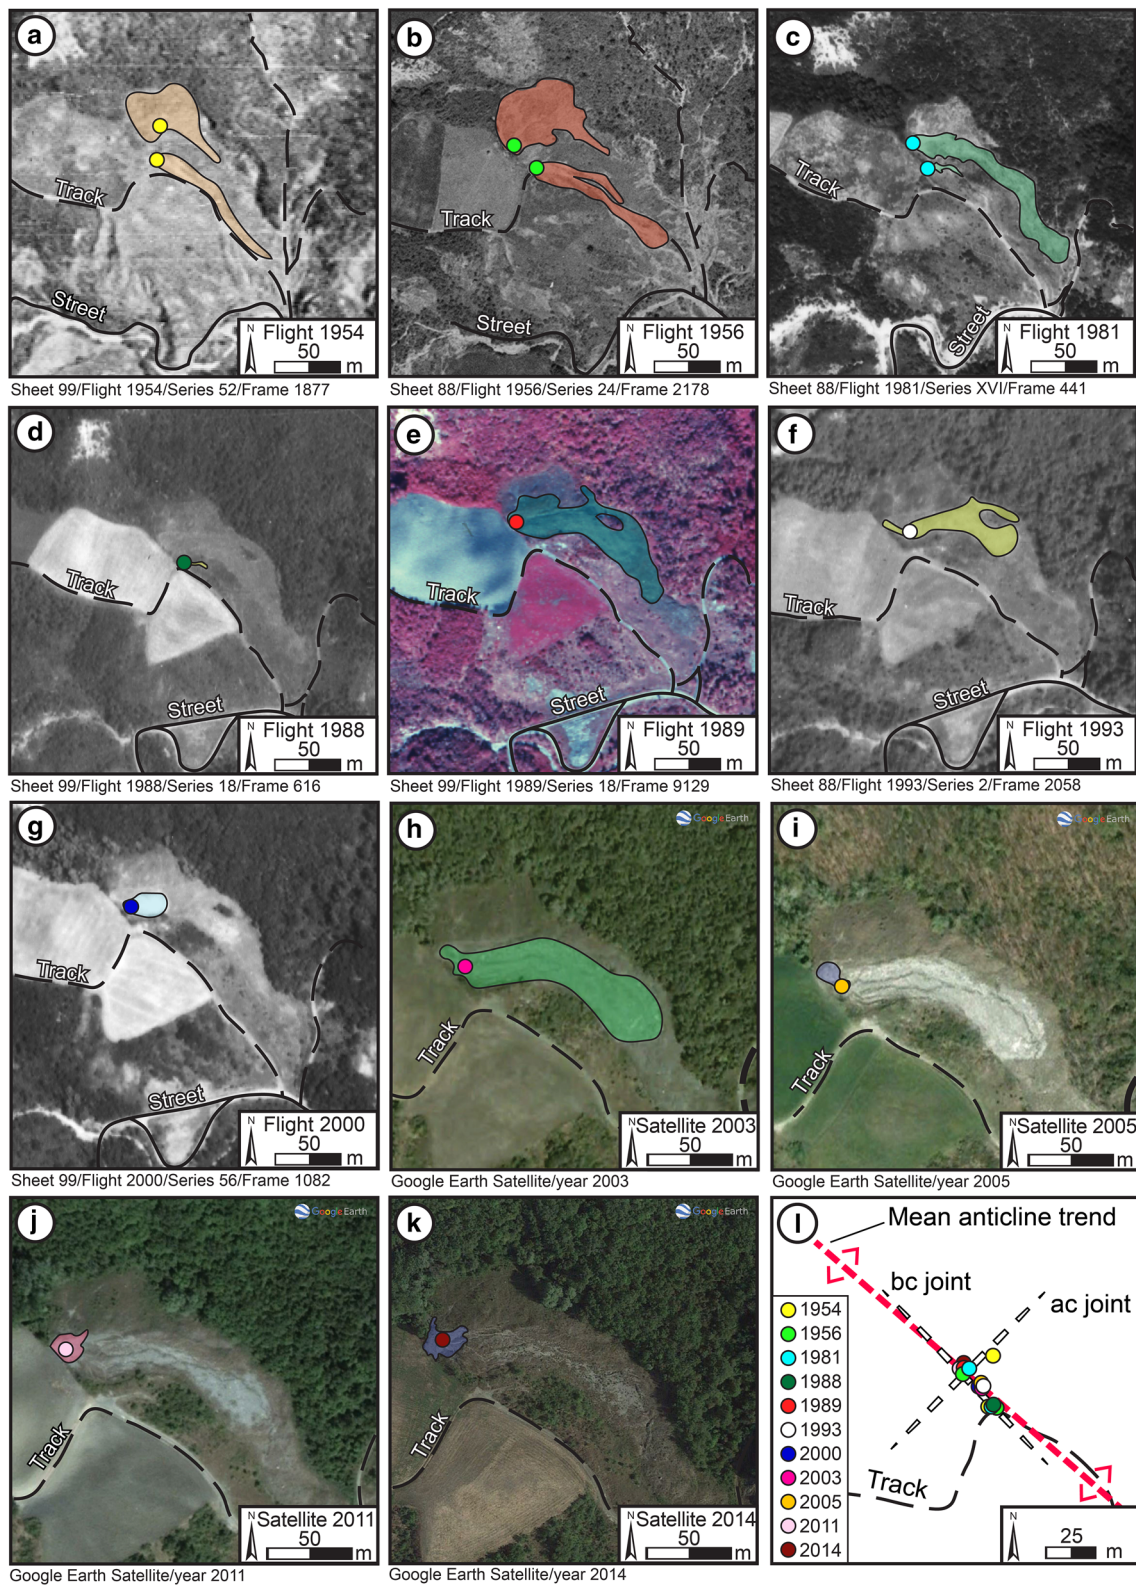 a
Track
Street
N
Flight 1954
50
m
Sheet 99/Flight 1954/Series 52/Frame 1877
b
Track
Street
N
Flight 1956
50
m
Sheet 88/Flight 1956/Series 24/Frame 2178
c
Track
Street
N
Flight 1981
50
m
Sheet 88/Flight 1981/Series XVI/Frame 441
d
Track
Street
N
Flight 1988
50
m
Sheet 99/Flight 1988/Series 18/Frame 616
e
Track
Street
N
Flight 1989
50
m
Sheet 99/Flight 1989/Series 18/Frame 9129
f
Track
Street
N
Flight 1993
50
m
Sheet 88/Flight 1993/Series 2/Frame 2058
g
Track
Street
N
Flight 2000
50
m
Sheet 99/Flight 2000/Series 56/Frame 1082
h
Google Earth
Track
N
Satellite 2003
50
m
Google Earth Satellite/year 2003
i
Google Earth
Track
N
Satellite 2005
50
m
Google Earth Satellite/year 2005
j
Google Earth
Track
N
Satellite 2011
50
m
Google Earth Satellite/year 2011
k
Google Earth
Track
N
Satellite 2014
50
m
Google Earth Satellite/year 2014
l
Mean anticline trend
bc joint
ac joint
1954
1956
1981
1988
1989
1993
2000
2003
2005
2011
2014
Track
N
25
m